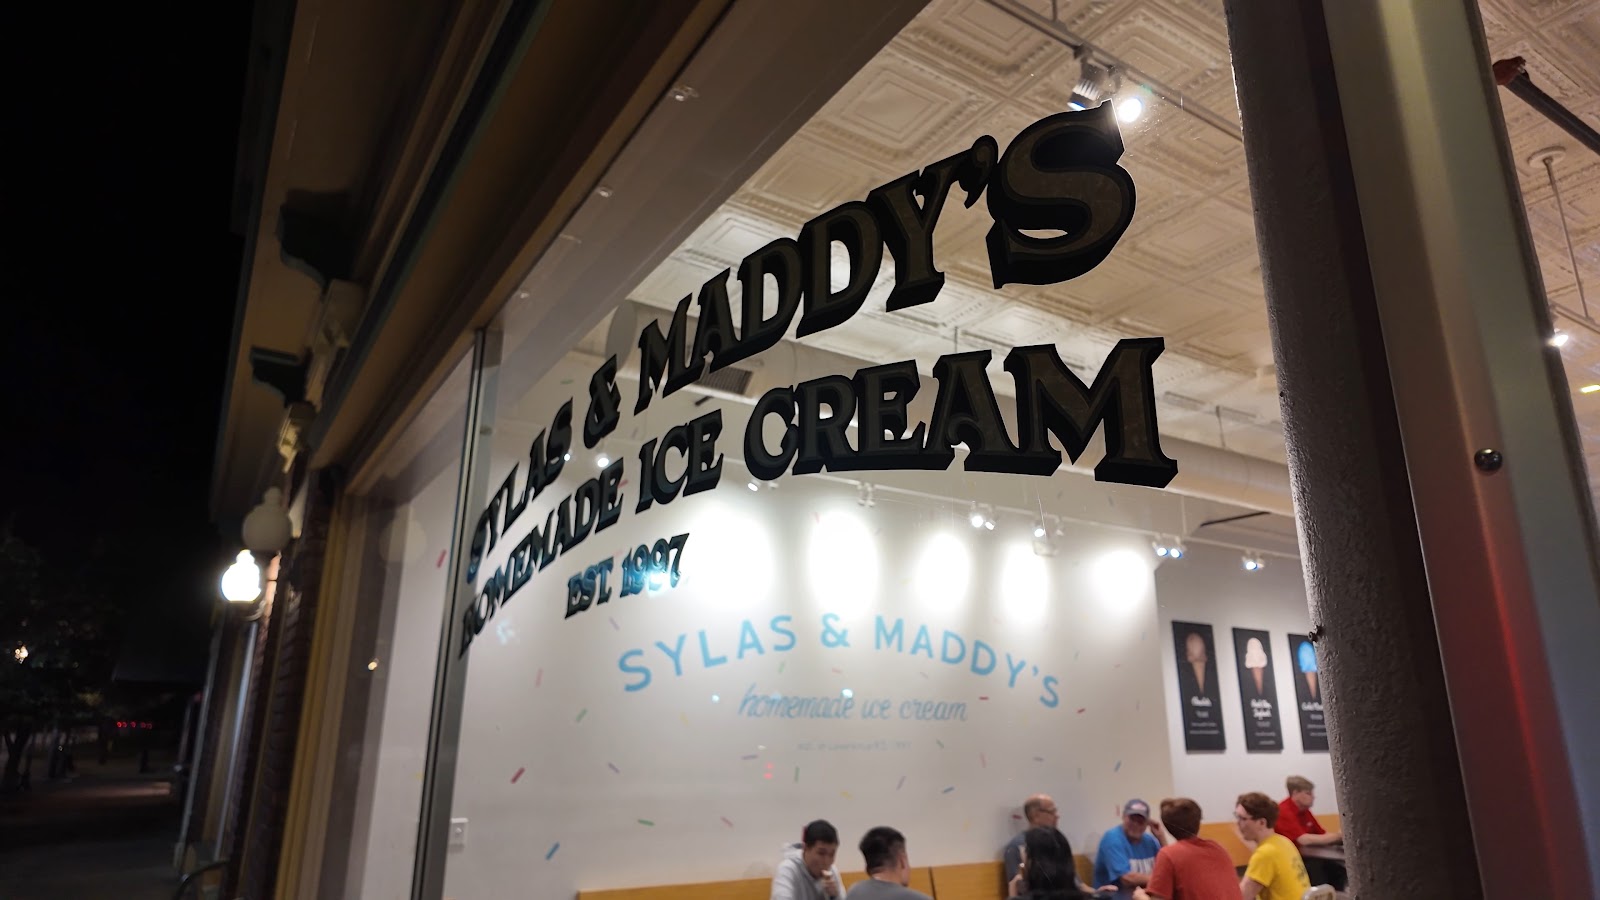 SYLAS & MADDY'S
HOMEMADE ICE CREAM
EST. 1997
SYLAS & MADDY'S
homemade ice cream